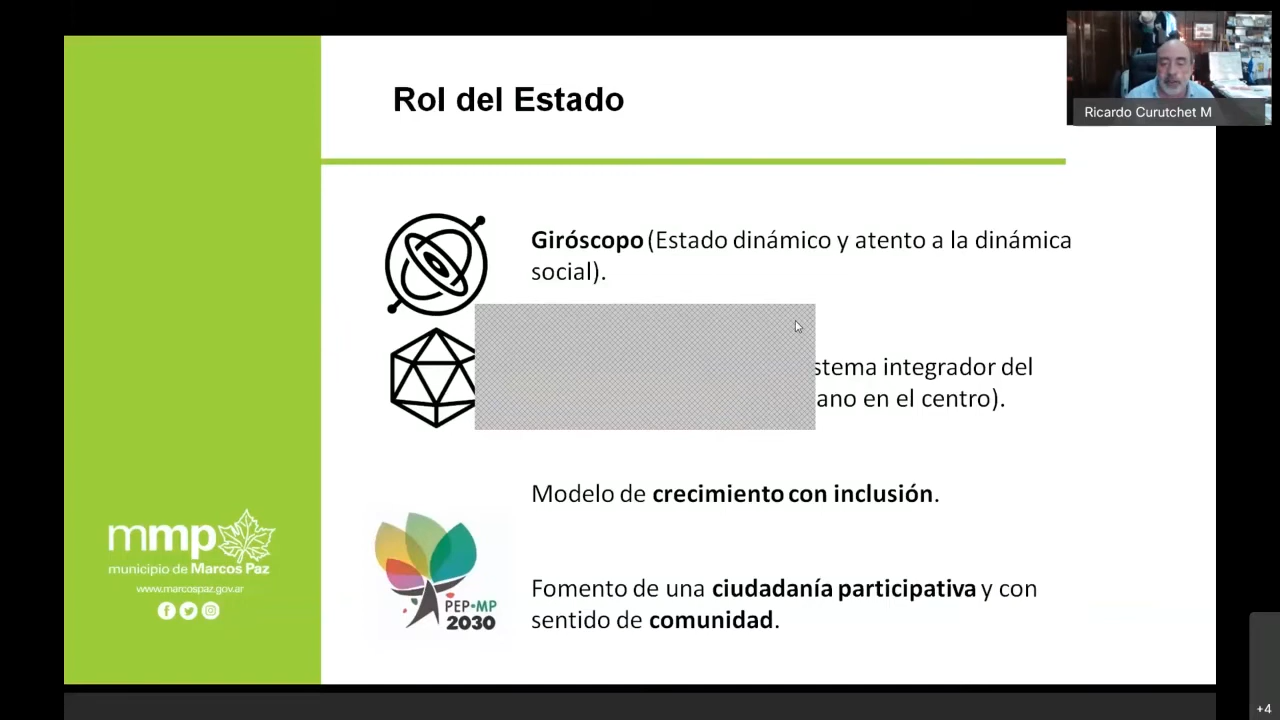 Rol del Estado
Ricardo Curutchet M
Giróscopo (Estado dinámico y atento a la dinámica
social).
stema integrador del
ano en el centro).
Modelo de crecimiento con inclusión.
Fomento de una ciudadanía participativa y con
sentido de comunidad.
PEP•MP
2030
mmp
municipio de Marcos Paz
www.marcospaz.gov.ar
+4